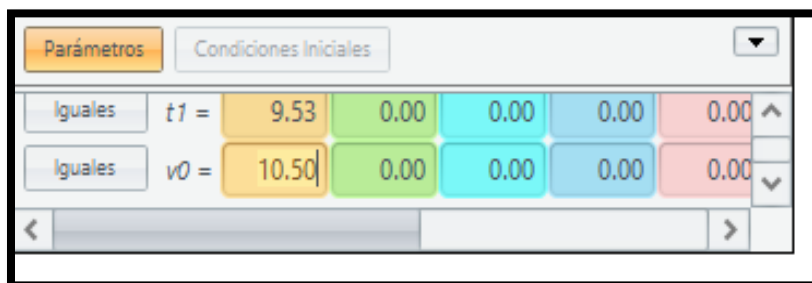 Parámetros Condiciones Iniciales
Iguales t1 = 9.53 0.00 0.00 0.00 0.00
Iguales v0 = 10.50 0.00 0.00 0.00 0.00